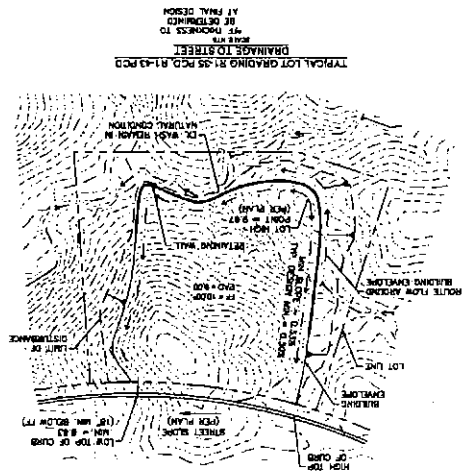 HIGH TOP
OF CURB
STREET SLOPE
(PER PLAN)
LOW TOP OF CURB
MIN. = 8.83
(18" MIN. BELOW FF)
BUILDING
ENVELOPE
LOT LINE
LIMIT OF
DISTURBANCE
FF = 10.00'
PAD = 9.00
ROUTE FLOW AROUND
BUILDING ENVELOPE
LOT HIGH
POINT = 9.67
(PER PLAN)
RETAINING WALL
EX. WASH REMAIN IN
NATURAL CONDITION
TYPICAL LOT GRADING R1-35 PCD, R1-43 PCD
DRAINAGE TO STREET
SCALE: NTS
THICKNESS TO
BE DETERMINED
AT FINAL DESIGN